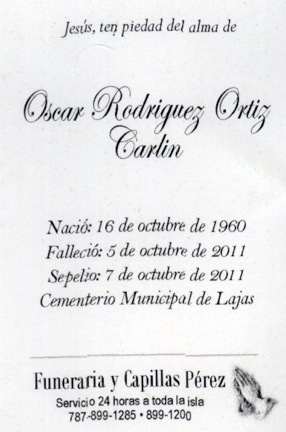 Jesús, ten piedad del alma de
Oscar Rodriguez Ortiz
Carlin
Nació: 16 de octubre de 1960
Falleció: 5 de octubre de 2011
Sepelio: 7 de octubre de 2011
Cementerio Municipal de Lajas
Funeraria y Capillas Pérez
Servicio 24 horas a toda la isla
787-899-1285 • 899-1200